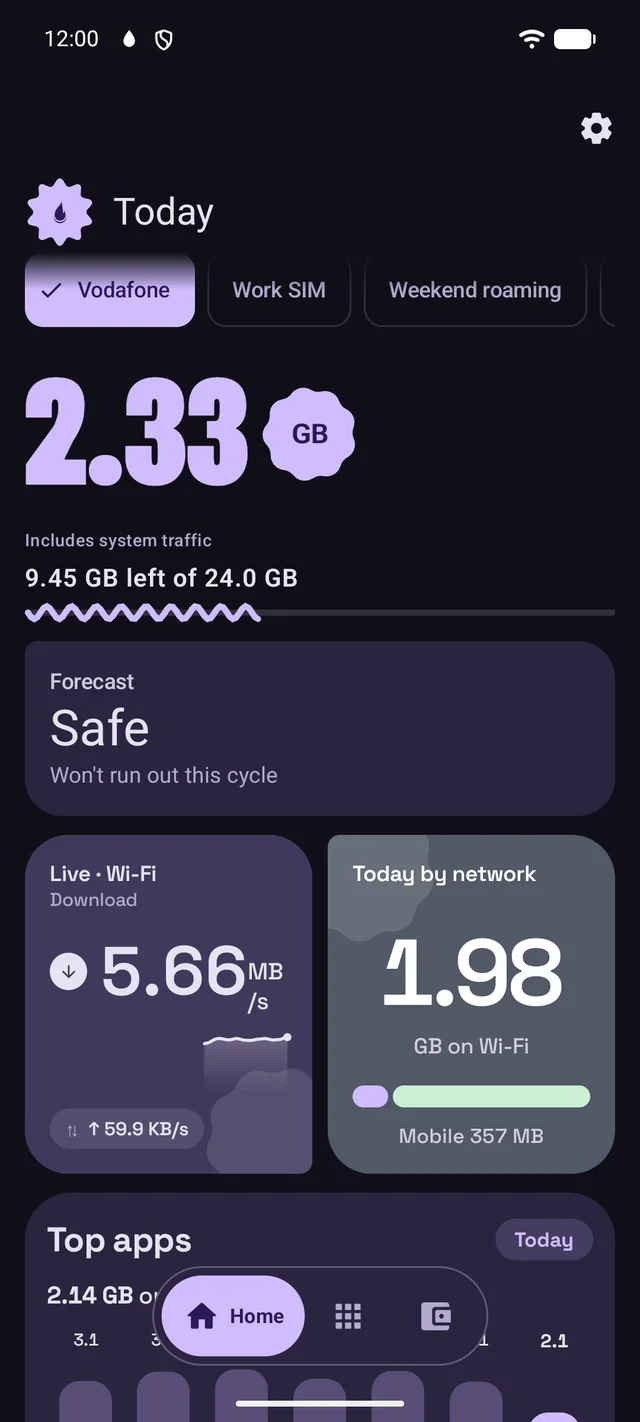 12:00
Today
Vodafone
Work SIM
Weekend roaming
2.33 GB
Includes system traffic
9.45 GB left of 24.0 GB
Forecast
Safe
Won't run out this cycle
Live · Wi-Fi
Download
5.66 MB
/s
↑ 59.9 KB/s
Today by network
1.98
GB on Wi-Fi
Mobile 357 MB
Top apps
Today
2.14 GB
Home
3.1
2.1